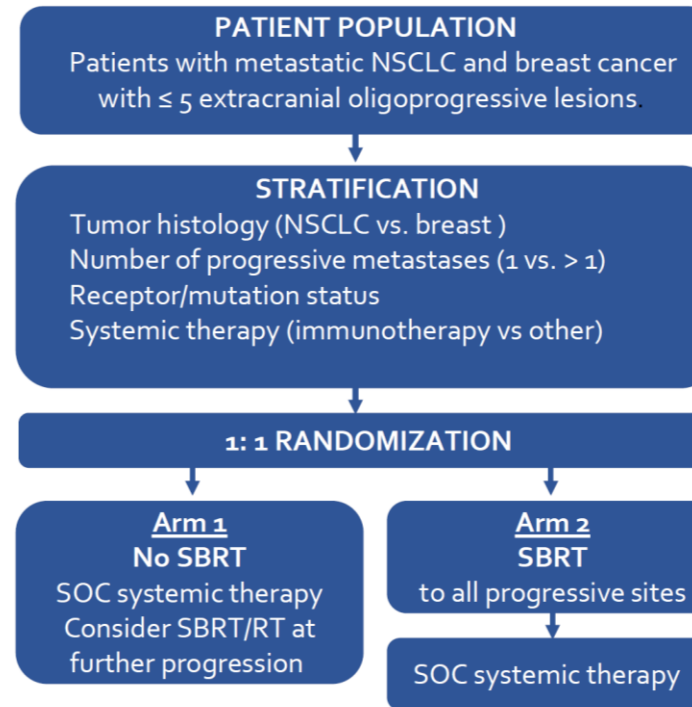 PATIENT POPULATION
Patients with metastatic NSCLC and breast cancer
with ≤ 5 extracranial oligoprogressive lesions.
STRATIFICATION
Tumor histology (NSCLC vs. breast )
Number of progressive metastases (1 vs. > 1)
Receptor/mutation status
Systemic therapy (immunotherapy vs other)
1: 1 RANDOMIZATION
Arm 1
No SBRT
SOC systemic therapy
Consider SBRT/RT at
further progression
Arm 2
SBRT
to all progressive sites
SOC systemic therapy